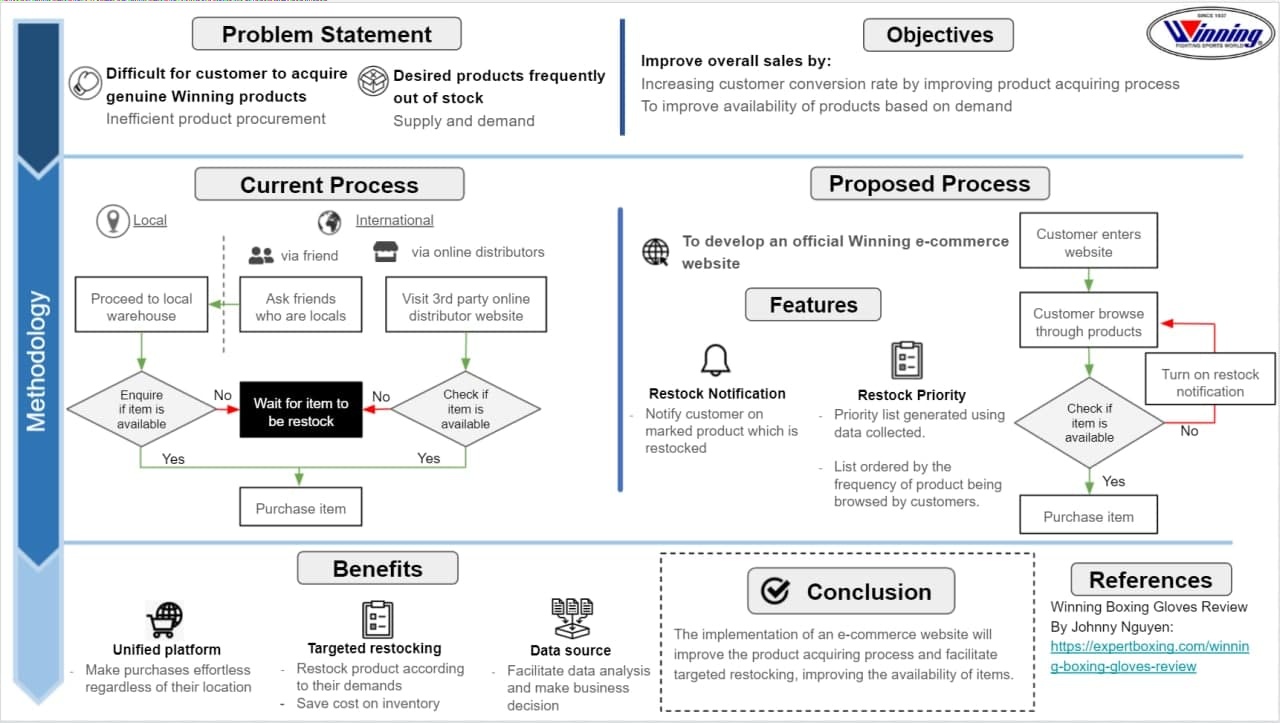 Problem Statement
Difficult for customer to acquire
genuine Winning products
Inefficient product procurement
Desired products frequently
out of stock
Supply and demand
Objectives
Improve overall sales by:
Increasing customer conversion rate by improving product acquiring process
To improve availability of products based on demand
SINCE 1937
Winning
FIGHTING SPORTS WORLD
Methodology
Current Process
Local
International
via friend
via online distributors
Proceed to local
warehouse
Ask friends
who are locals
Visit 3rd party online
distributor website
Enquire
if item is
available
No
Wait for item to
be restock
No
Check if
item is
available
Yes
Yes
Purchase item
Proposed Process
To develop an official Winning e-commerce
website
Features
Restock Notification
- Notify customer on
marked product which is
restocked
Restock Priority
- Priority list generated using
data collected.
- List ordered by the
frequency of product being
browsed by customers.
Customer enters
website
Customer browse
through products
Turn on restock
notification
Check if
item is
available
No
Yes
Purchase item
Benefits
Unified platform
- Make purchases effortless
regardless of their location
Targeted restocking
- Restock product according
to their demands
- Save cost on inventory
Data source
- Facilitate data analysis
and make business
decision
Conclusion
The implementation of an e-commerce website will
improve the product acquiring process and facilitate
targeted restocking, improving the availability of items.
References
Winning Boxing Gloves Review
By Johnny Nguyen:
https://expertboxing.com/winnin
g-boxing-gloves-review